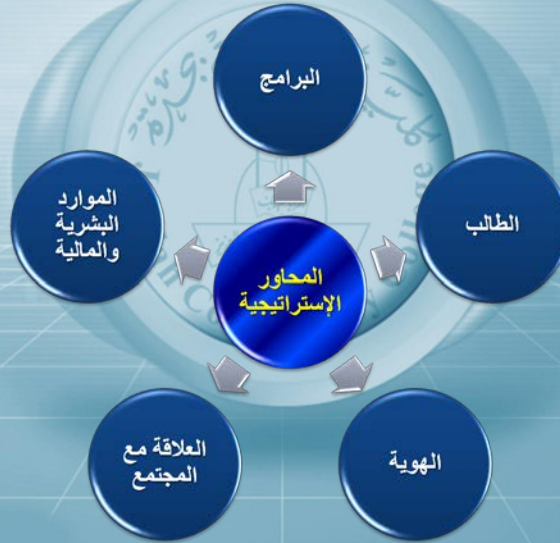 البرامج
الطالب
الهوية
العلاقة مع
المجتمع
الموارد
البشرية
والمالية
المحاور
الإستراتيجية